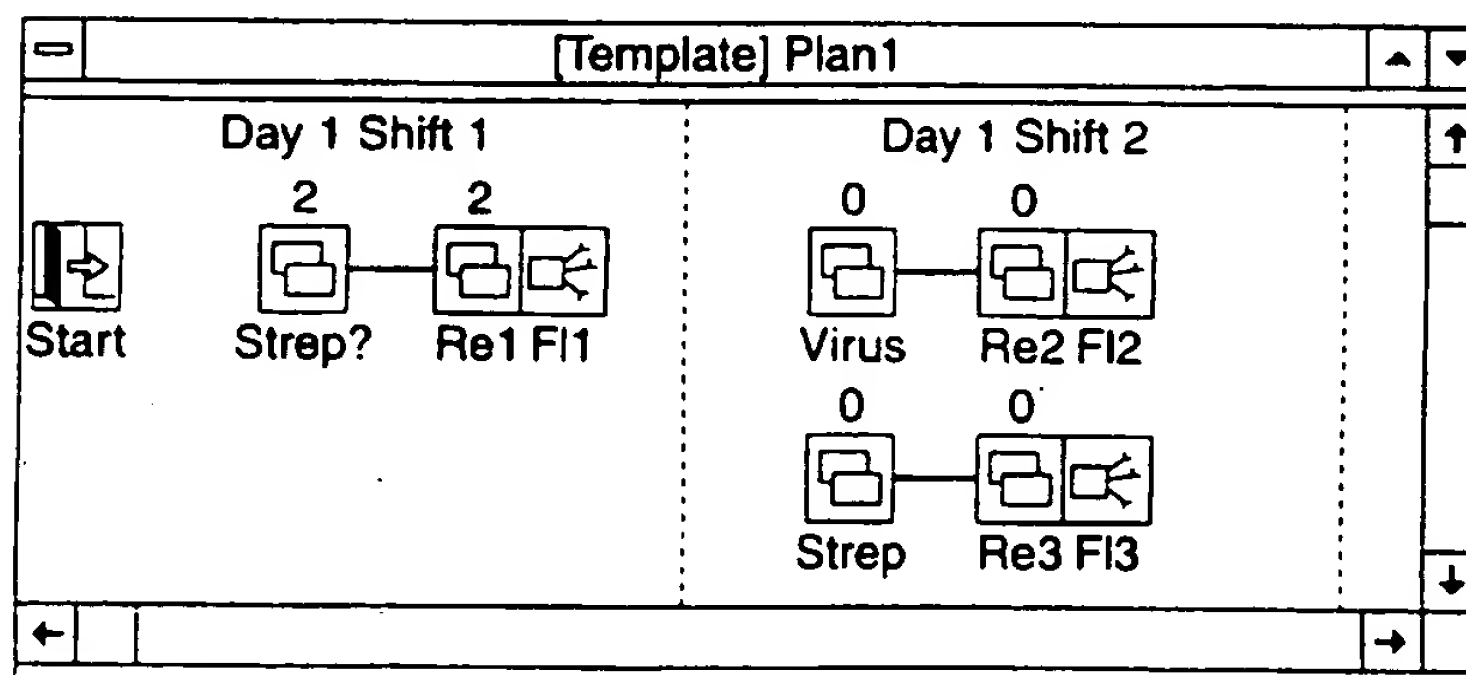 [Template] Plan1
Day 1 Shift 1
Day 1 Shift 2
2 2
0 0
Start
Strep?
Re1 Fl1
Virus
Re2 Fl2
0 0
Strep
Re3 Fl3